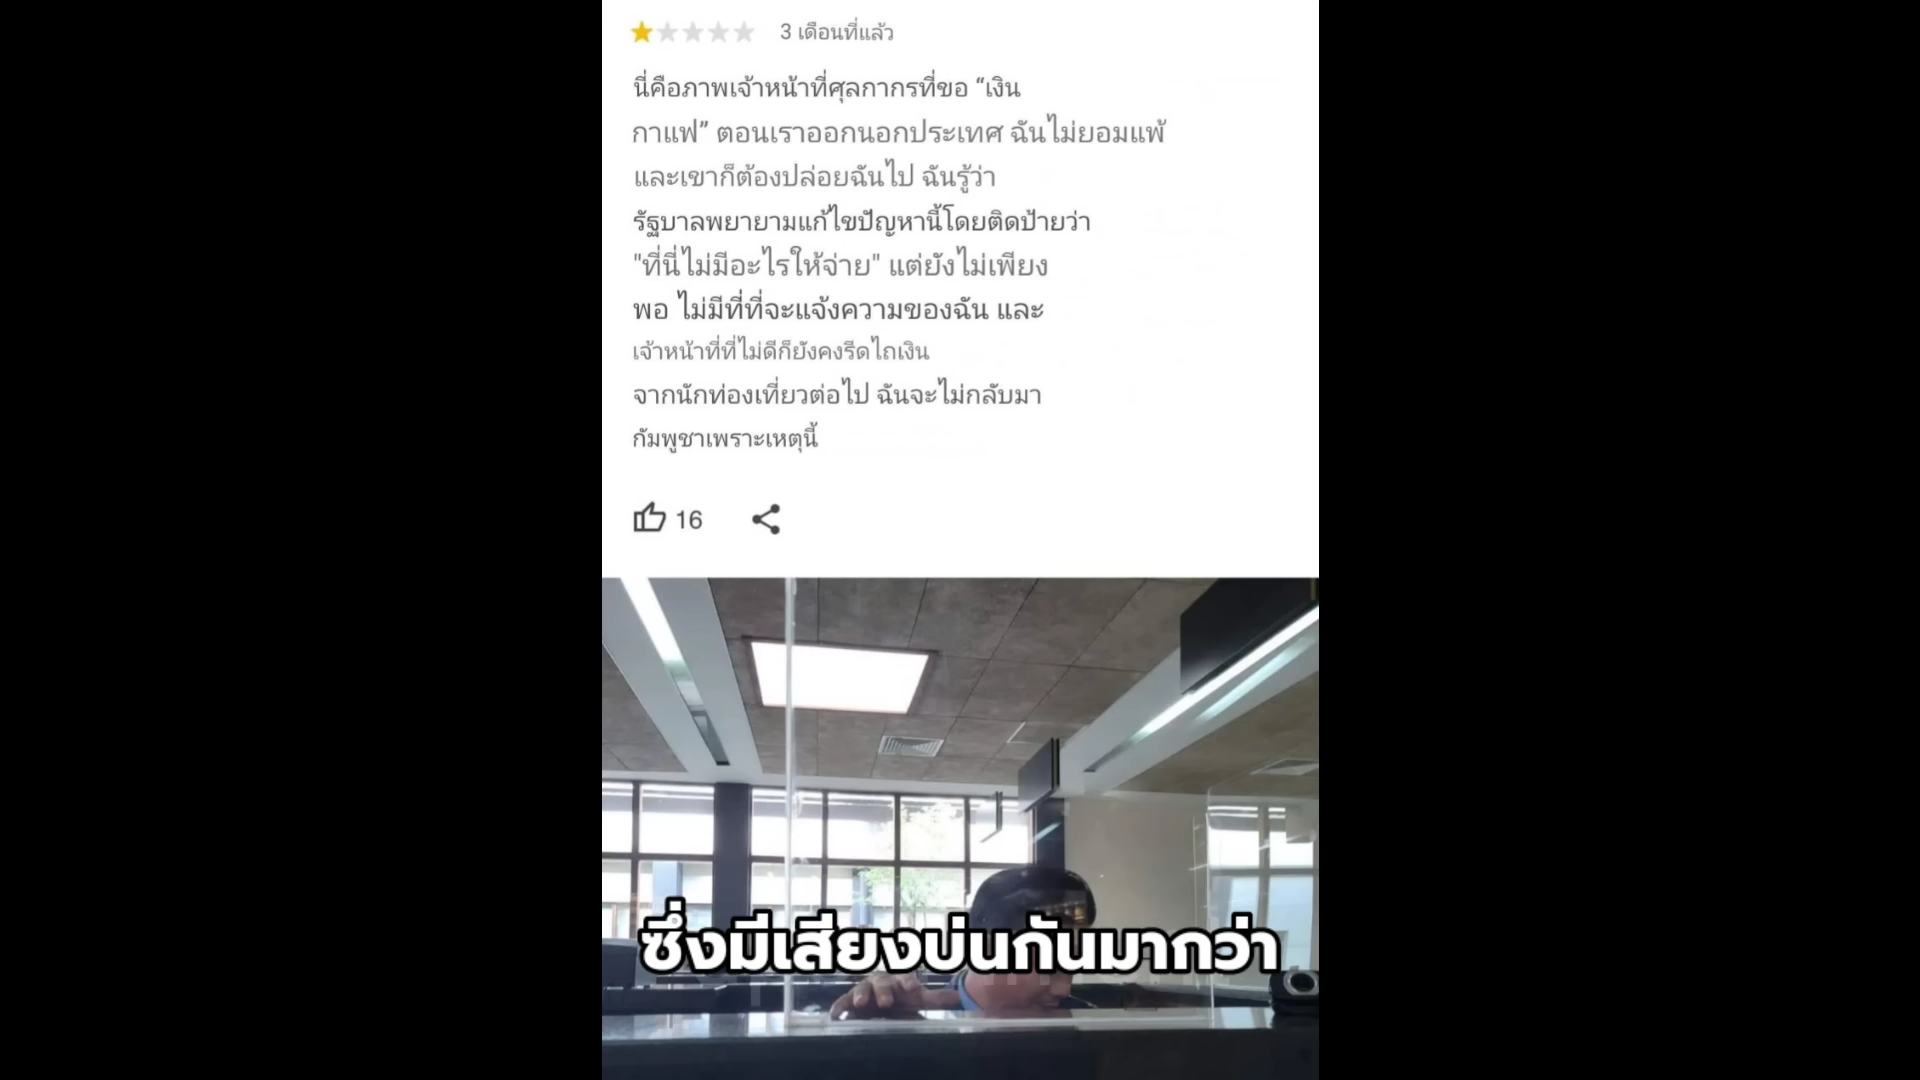 3 เดือนที่แล้ว
นี่คือภาพเจ้าหน้าที่ศุลกากรที่ขอ “เงิน
กาแฟ” ตอนเราออกนอกประเทศ ฉันไม่ยอมแพ้
และเขาก็ต้องปล่อยฉันไป ฉันรู้ว่า
รัฐบาลพยายามแก้ไขปัญหานี้โดยติดป้ายว่า
"ที่นี่ไม่มีอะไรให้จ่าย" แต่ยังไม่เพียง
พอ ไม่มีที่ที่จะแจ้งความของฉัน และ
เจ้าหน้าที่ที่ไม่ดีก็ยังคงรีดไถเงิน
จากนักท่องเที่ยวต่อไป ฉันจะไม่กลับมา
กัมพูชาเพราะเหตุนี้
16
ซึ่งมีเสียงบ่นกันมากว่า